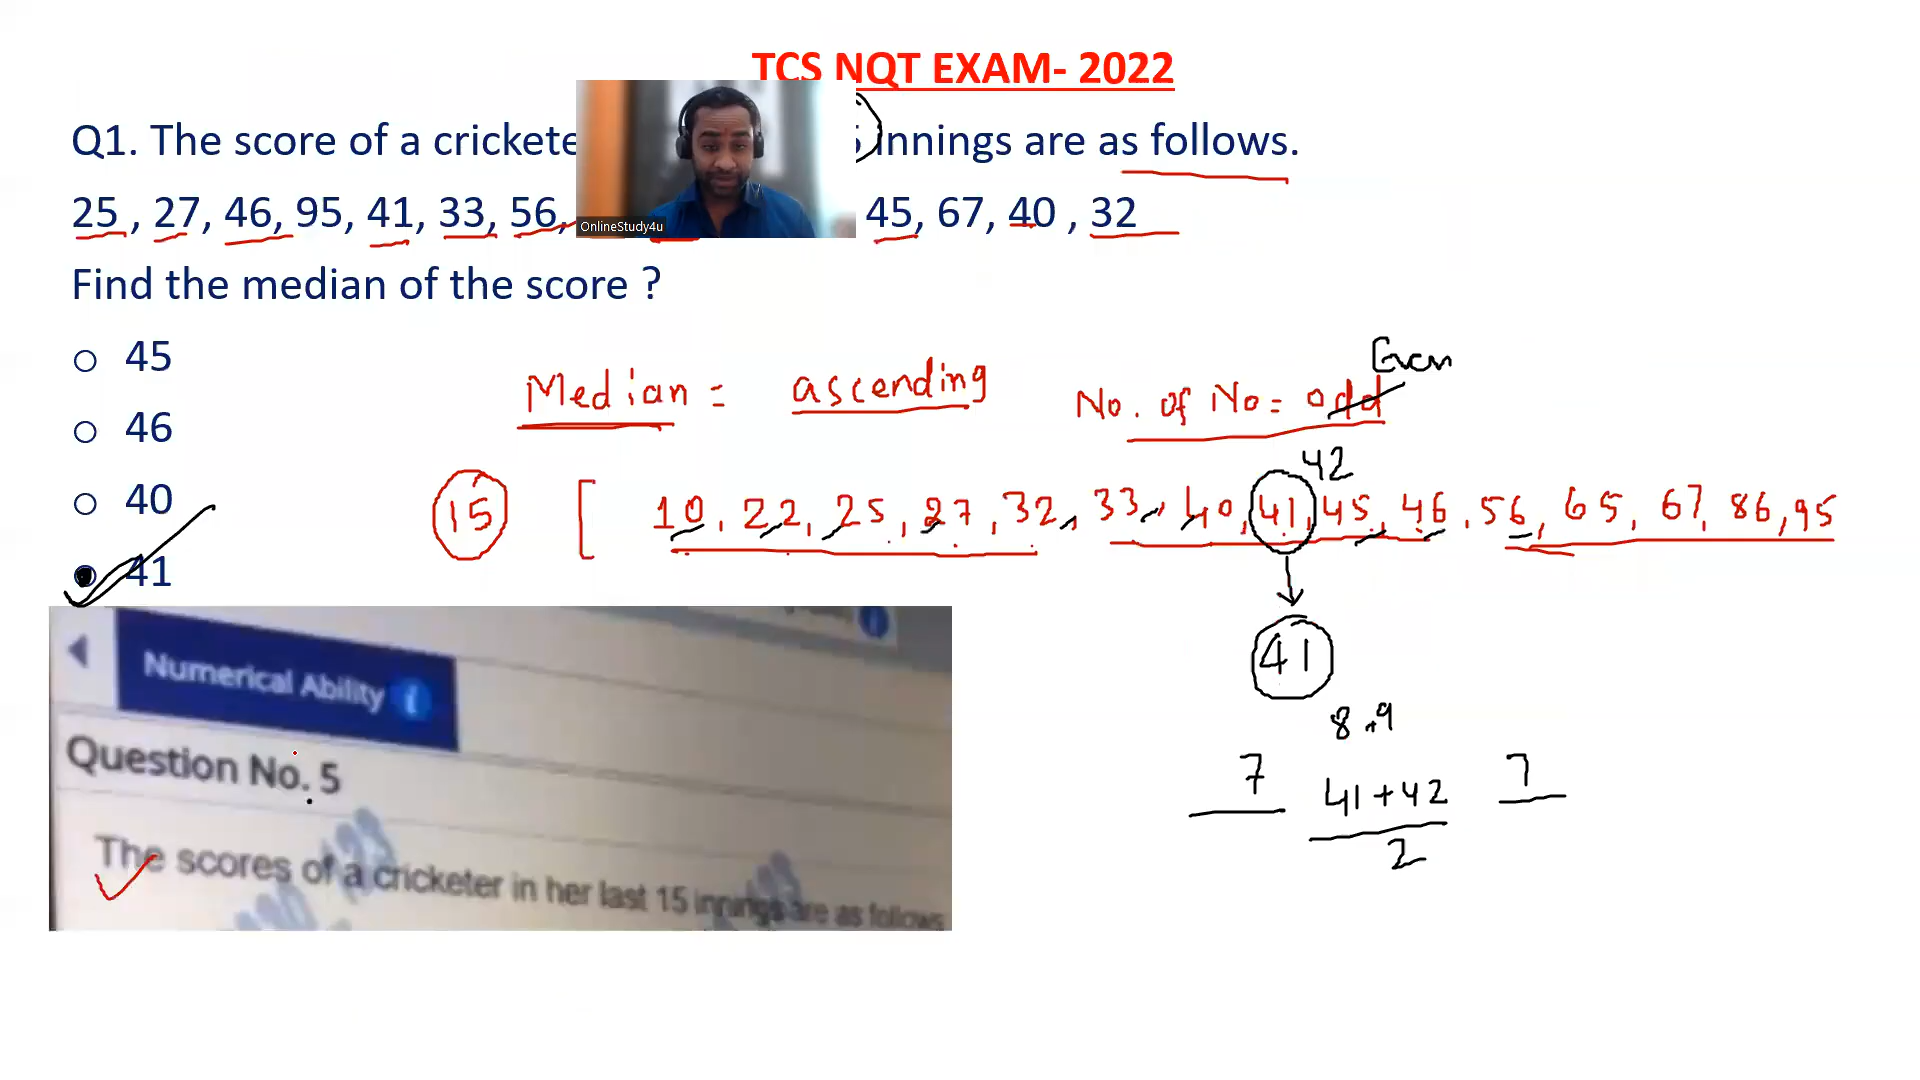 TCS NQT EXAM- 2022
Q1. The score of a crickete innings are as follows.
25 , 27, 46, 95, 41, 33, 56, 45, 67, 40 , 32
OnlineStudy4u
Find the median of the score ?
45
46
40
41
Median = ascending
No. of No = odd
Even
42
15 [ 10, 22, 25, 27, 32, 33, 40, 41, 45, 46, 56, 65, 67, 86, 95
41
8 , 9
7 41+42 7
2
Numerical Ability i
Question No. 5
The scores of a cricketer in her last 15 innings are as follows